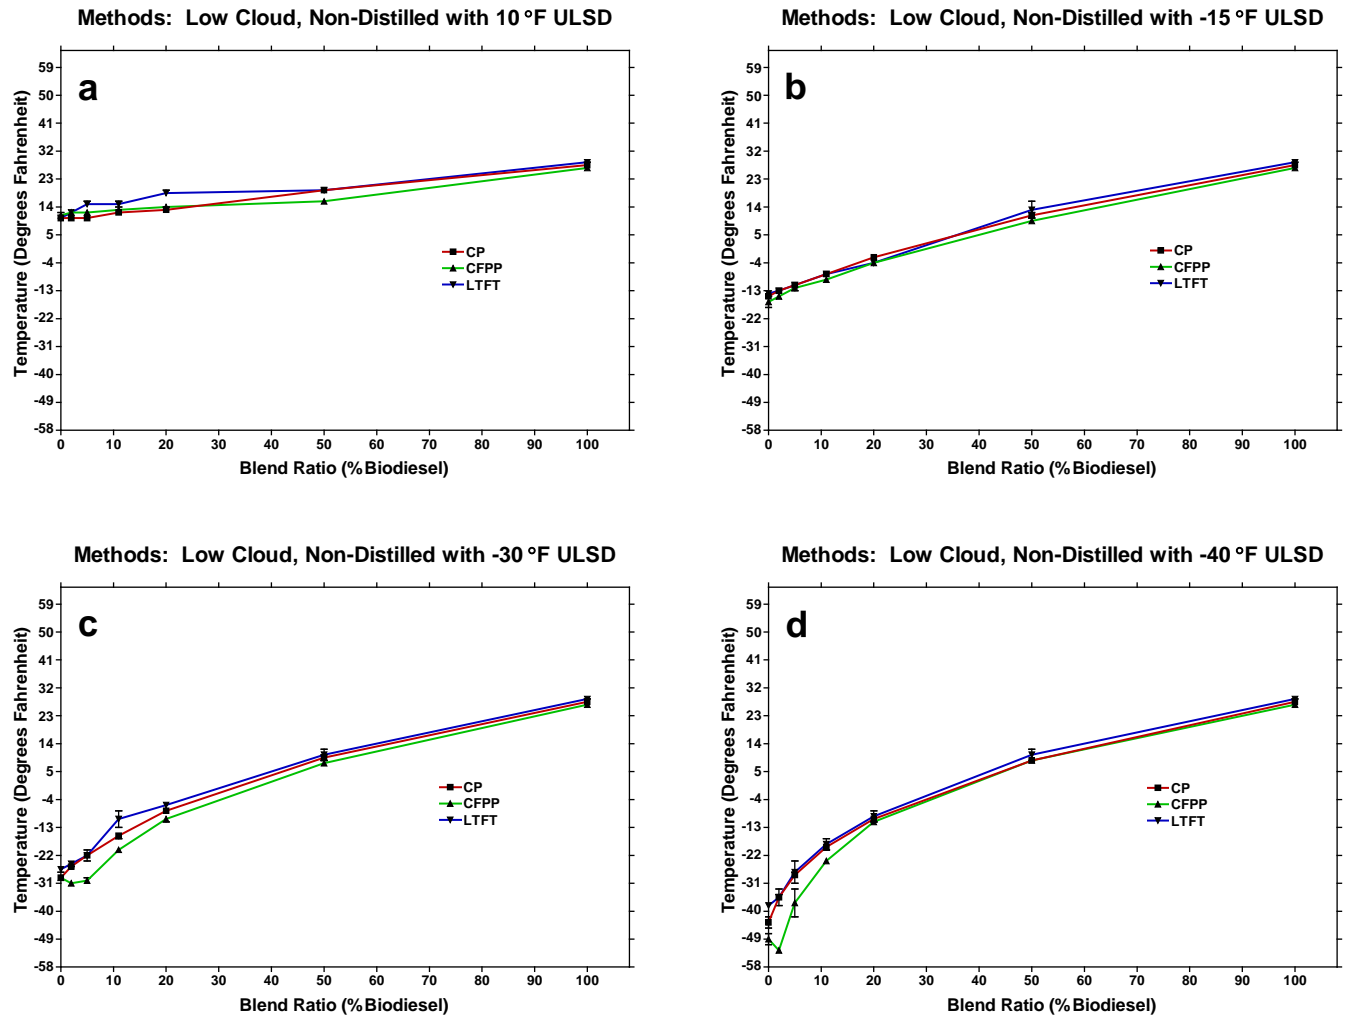 Methods:  Low Cloud, Non-Distilled with 10 °F ULSD
a
Temperature (Degrees Fahrenheit)
59
50
41
32
23
14
5
-4
-13
-22
-31
-40
-49
-58
CP
CFPP
LTFT
0 10 20 30 40 50 60 70 80 90 100
Blend Ratio (%Biodiesel)
Methods:  Low Cloud, Non-Distilled with -15 °F ULSD
b
Temperature (Degrees Fahrenheit)
59
50
41
32
23
14
5
-4
-13
-22
-31
-40
-49
-58
CP
CFPP
LTFT
0 10 20 30 40 50 60 70 80 90 100
Blend Ratio (%Biodiesel)
Methods:  Low Cloud, Non-Distilled with -30 °F ULSD
c
Temperature (Degrees Fahrenheit)
59
50
41
32
23
14
5
-4
-13
-22
-31
-40
-49
-58
CP
CFPP
LTFT
0 10 20 30 40 50 60 70 80 90 100
Blend Ratio (%Biodiesel)
Methods:  Low Cloud, Non-Distilled with -40 °F ULSD
d
Temperature (Degrees Fahrenheit)
59
50
41
32
23
14
5
-4
-13
-22
-31
-40
-49
-58
CP
CFPP
LTFT
0 10 20 30 40 50 60 70 80 90 100
Blend Ratio (%Biodiesel)